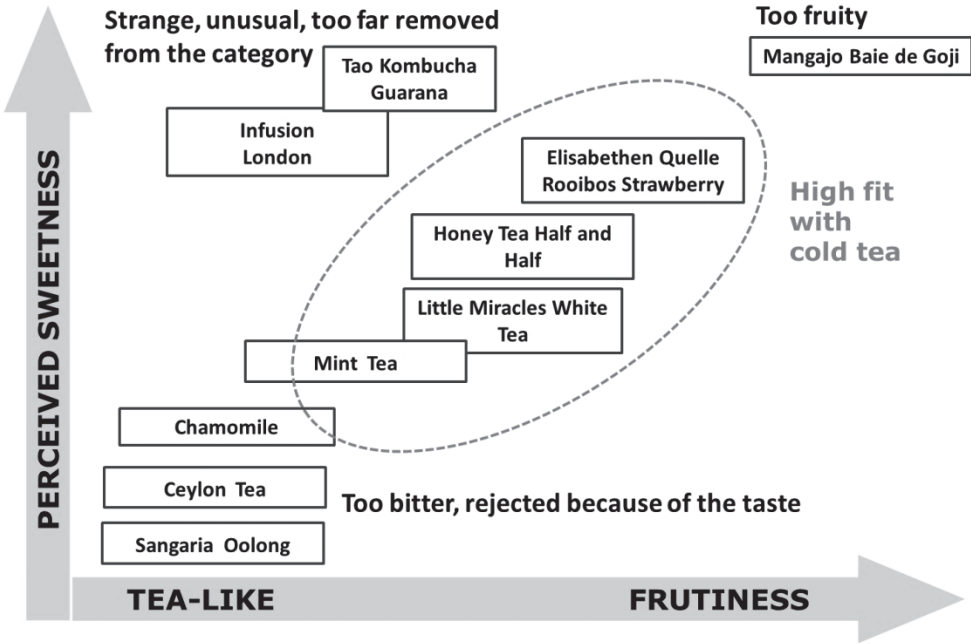 Strange, unusual, too far removed
from the category
Too fruity
Mangajo Baie de Goji
Tao Kombucha
Guarana
Infusion
London
Elisabethen Quelle
Rooibos Strawberry
High fit
with
cold tea
Honey Tea Half and
Half
Little Miracles White
Tea
Mint Tea
Chamomile
Ceylon Tea
Too bitter, rejected because of the taste
Sangaria Oolong
PERCEIVED SWEETNESS
TEA-LIKE
FRUTINESS